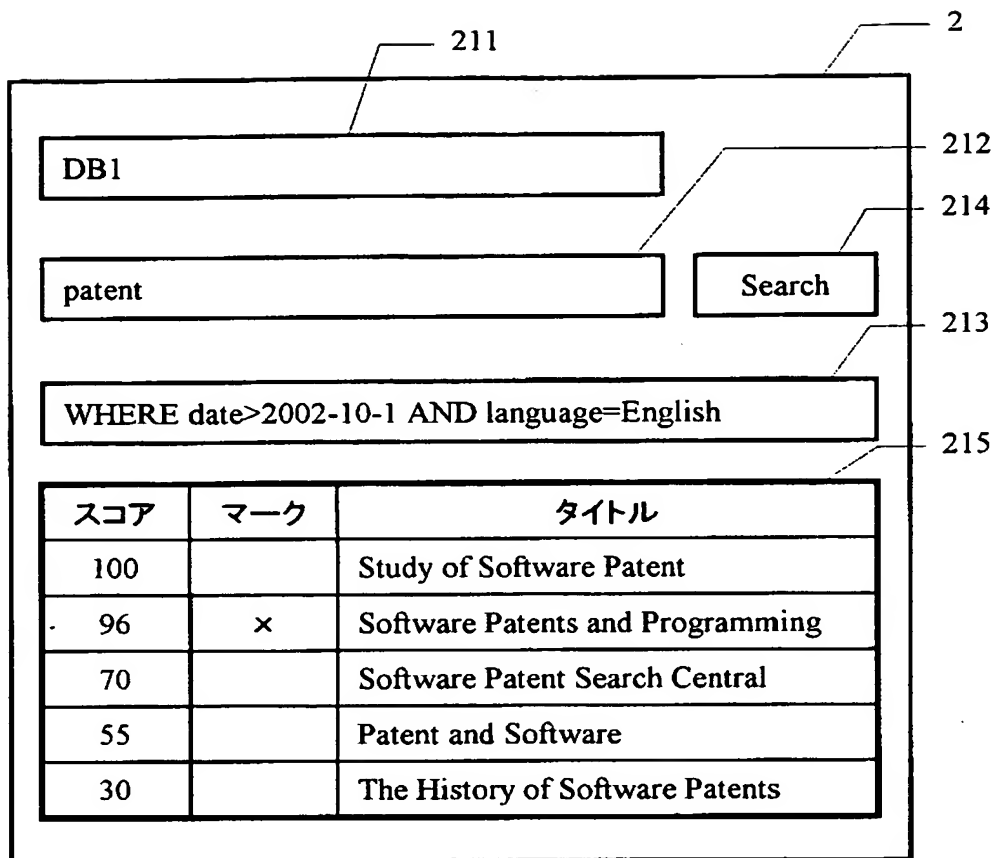 2
211
DB1
212
214
patent
Search
213
WHERE date>2002-10-1 AND language=English
215
スコア マーク タイトル
100 Study of Software Patent
96 × Software Patents and Programming
70 Software Patent Search Central
55 Patent and Software
30 The History of Software Patents